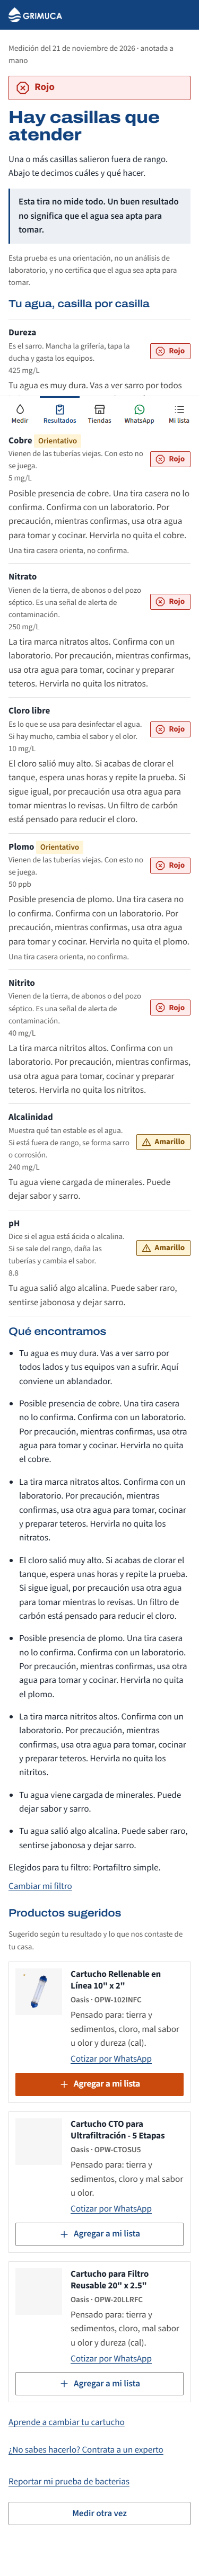 GRIMUCA
Medición del 21 de noviembre de 2026 · anotada a
mano
Rojo
Hay casillas que
atender
Una o más casillas salieron fuera de rango.
Abajo te decimos cuáles y qué hacer.
Esta tira no mide todo. Un buen resultado
no significa que el agua sea apta para
tomar.
Esta prueba es una orientación, no un análisis de
laboratorio, y no certifica que el agua sea apta para
tomar.
Tu agua, casilla por casilla
Dureza
Es el sarro. Mancha la grifería, tapa la
ducha y gasta los equipos.
425 mg/L
Rojo
Tu agua es muy dura. Vas a ver sarro por todos
Medir
Resultados
Tiendas
WhatsApp
Mi lista
Cobre Orientativo
Vienen de las tuberías viejas. Con esto no
se juega.
5 mg/L
Rojo
Posible presencia de cobre. Una tira casera no lo
confirma. Confirma con un laboratorio. Por
precaución, mientras confirmas, usa otra agua
para tomar y cocinar. Hervirla no quita el cobre.
Una tira casera orienta, no confirma.
Nitrato
Vienen de la tierra, de abonos o del pozo
séptico. Es una señal de alerta de
contaminación.
250 mg/L
Rojo
La tira marca nitratos altos. Confirma con un
laboratorio. Por precaución, mientras confirmas,
usa otra agua para tomar, cocinar y preparar
teteros. Hervirla no quita los nitratos.
Cloro libre
Es lo que se usa para desinfectar el agua.
Si hay mucho, cambia el sabor y el olor.
10 mg/L
Rojo
El cloro salió muy alto. Si acabas de clorar el
tanque, espera unas horas y repite la prueba. Si
sigue igual, por precaución usa otra agua para
tomar mientras lo revisas. Un filtro de carbón
está pensado para reducir el cloro.
Plomo Orientativo
Vienen de las tuberías viejas. Con esto no
se juega.
50 ppb
Rojo
Posible presencia de plomo. Una tira casera no
lo confirma. Confirma con un laboratorio. Por
precaución, mientras confirmas, usa otra agua
para tomar y cocinar. Hervirla no quita el plomo.
Una tira casera orienta, no confirma.
Nitrito
Vienen de la tierra, de abonos o del pozo
séptico. Es una señal de alerta de
contaminación.
40 mg/L
Rojo
La tira marca nitritos altos. Confirma con un
laboratorio. Por precaución, mientras confirmas,
usa otra agua para tomar, cocinar y preparar
teteros. Hervirla no quita los nitritos.
Alcalinidad
Muestra qué tan estable es el agua.
Si está fuera de rango, se forma sarro
o corrosión.
240 mg/L
Amarillo
Tu agua viene cargada de minerales. Puede
dejar sabor y sarro.
pH
Dice si el agua está ácida o alcalina.
Si se sale del rango, daña las
tuberías y cambia el sabor.
8.8
Amarillo
Tu agua salió algo alcalina. Puede saber raro,
sentirse jabonosa y dejar sarro.
Qué encontramos
• Tu agua es muy dura. Vas a ver sarro por
todos lados y tus equipos van a sufrir. Aquí
conviene un ablandador.
• Posible presencia de cobre. Una tira casera
no lo confirma. Confirma con un laboratorio.
Por precaución, mientras confirmas, usa otra
agua para tomar y cocinar. Hervirla no quita
el cobre.
• La tira marca nitratos altos. Confirma con un
laboratorio. Por precaución, mientras
confirmas, usa otra agua para tomar, cocinar
y preparar teteros. Hervirla no quita los
nitratos.
• El cloro salió muy alto. Si acabas de clorar el
tanque, espera unas horas y repite la prueba.
Si sigue igual, por precaución usa otra agua
para tomar mientras lo revisas. Un filtro de
carbón está pensado para reducir el cloro.
• Posible presencia de plomo. Una tira casera
no lo confirma. Confirma con un laboratorio.
Por precaución, mientras confirmas, usa otra
agua para tomar y cocinar. Hervirla no quita
el plomo.
• La tira marca nitritos altos. Confirma con un
laboratorio. Por precaución, mientras
confirmas, usa otra agua para tomar, cocinar
y preparar teteros. Hervirla no quita los
nitritos.
• Tu agua viene cargada de minerales. Puede
dejar sabor y sarro.
• Tu agua salió algo alcalina. Puede saber raro,
sentirse jabonosa y dejar sarro.
Elegidos para tu filtro: Portafiltro simple.
Cambiar mi filtro
Productos sugeridos
Sugerido según tu resultado y lo que nos contaste de
tu casa.
Cartucho Rellenable en
Línea 10" x 2"
Oasis · OPW-102INFC
Pensado para: tierra y
sedimentos, cloro, mal sabor
u olor y dureza (cal).
Cotizar por WhatsApp
+ Agregar a mi lista
Cartucho CTO para
Ultrafiltración - 5 Etapas
Oasis · OPW-CTOSU5
Pensado para: tierra y
sedimentos, cloro y mal sabor
u olor.
Cotizar por WhatsApp
+ Agregar a mi lista
Cartucho para Filtro
Reusable 20" x 2.5"
Oasis · OPW-20LLRFC
Pensado para: tierra y
sedimentos, cloro, mal sabor
u olor y dureza (cal).
Cotizar por WhatsApp
+ Agregar a mi lista
Aprende a cambiar tu cartucho
¿No sabes hacerlo? Contrata a un experto
Reportar mi prueba de bacterias
Medir otra vez